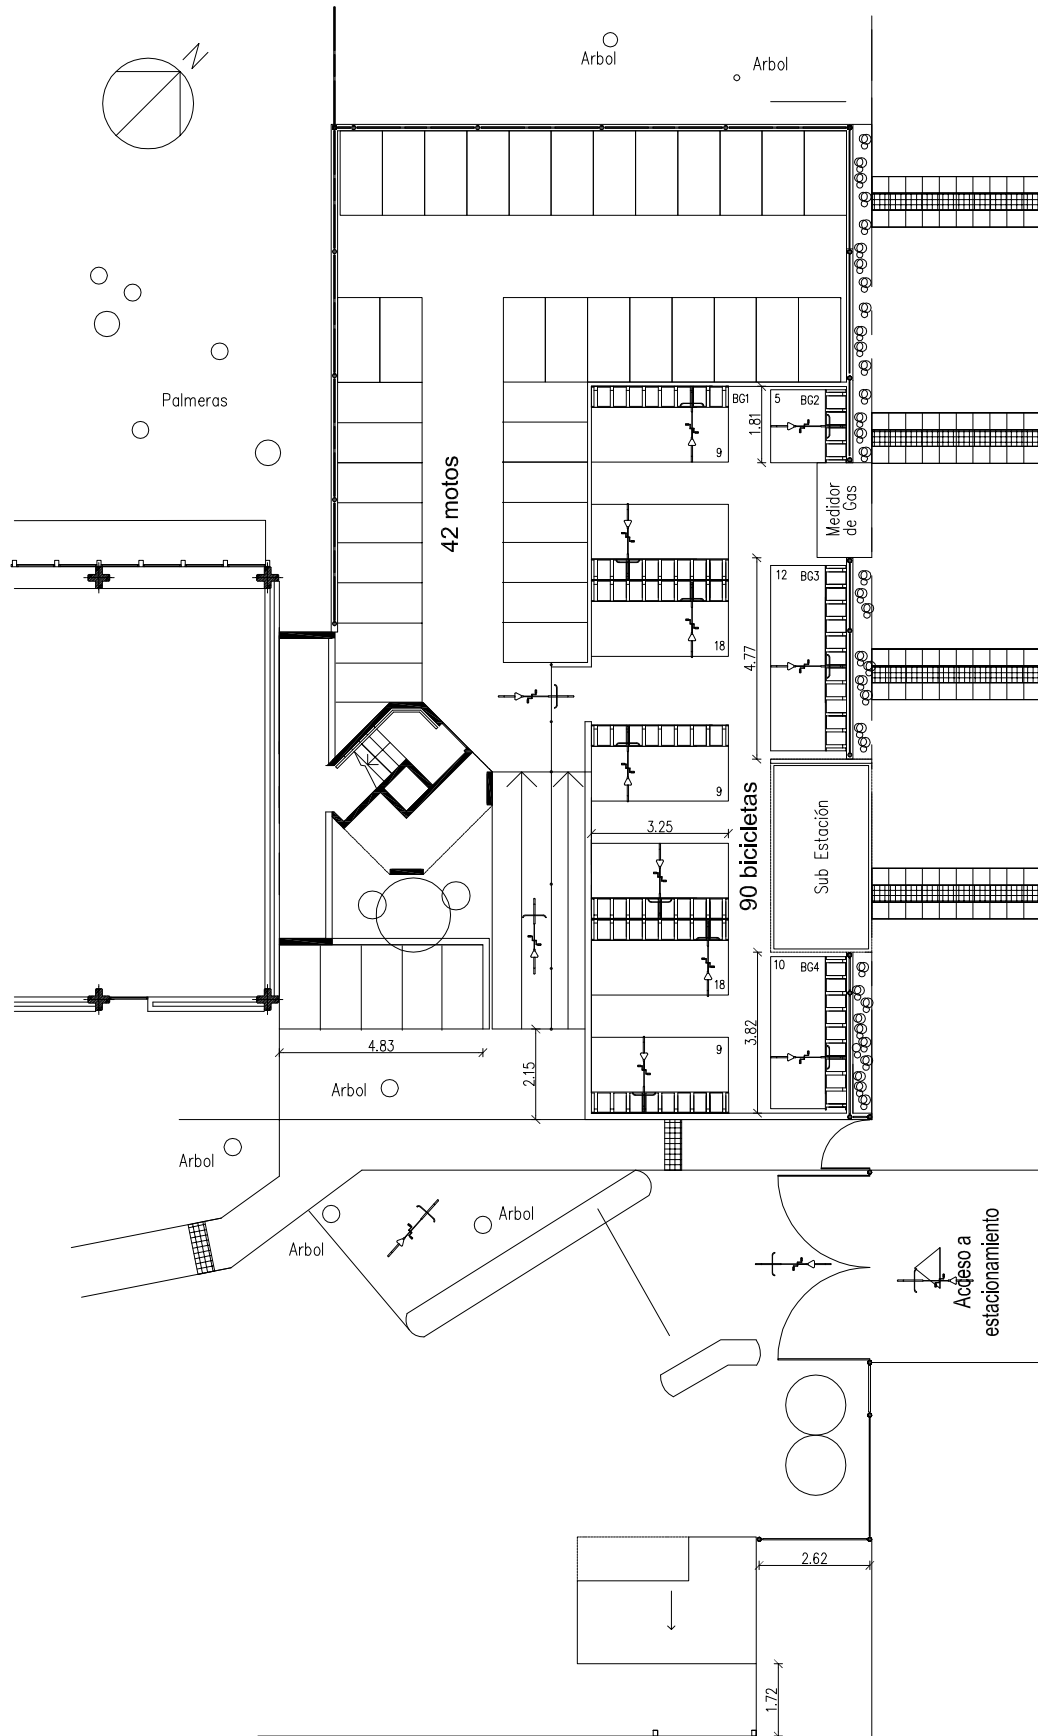 N
Arbol
Arbol
Palmeras
42 motos
BG1
9
1.81
5
BG2
Medidor
de Gas
18
12
BG3
4.77
9
3.25
90 bicicletas
Sub Estación
18
10
BG4
3.82
9
4.83
2.15
Arbol
Arbol
Arbol
Arbol
Acceso a
estacionamiento
2.62
1.72